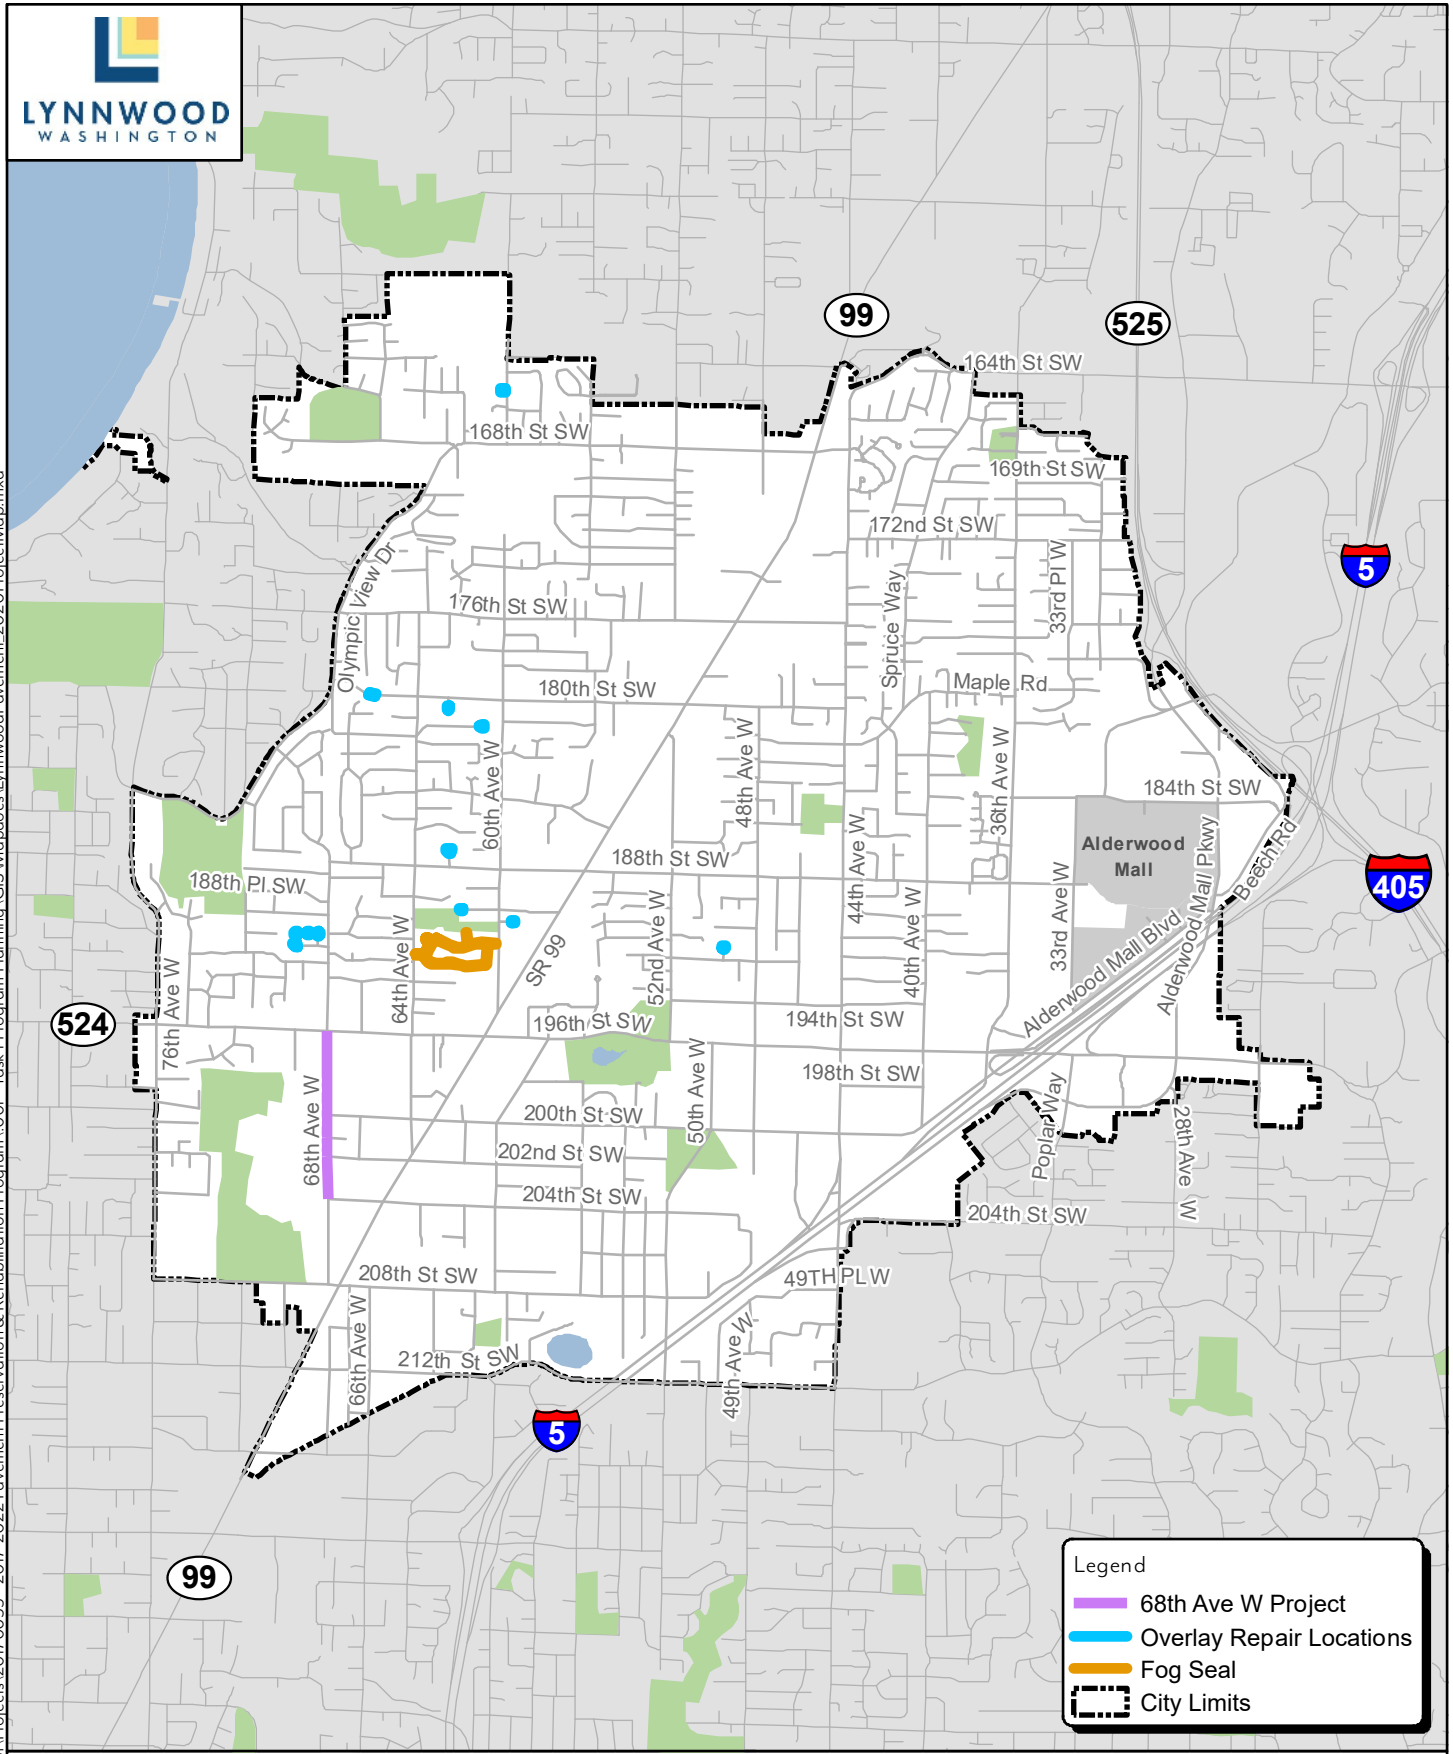 LYNNWOOD
WASHINGTON
99
525
164th St SW
168th St SW
169th St SW
172nd St SW
Olympic View Dr
33rd Pl W
5
Spruce Way
176th St SW
180th St SW
Maple Rd
60th Ave W
48th Ave W
36th Ave W
184th St SW
Alderwood
Mall
188th St SW
188th Pl SW
44th Ave W
Alderwood Mall Pkwy
Beech Rd
405
64th Ave W
SR 99
52nd Ave W
40th Ave W
33rd Ave W
Alderwood Mall Blvd
524
76th Ave W
196th St SW
194th St SW
198th St SW
68th Ave W
50th Ave W
200th St SW
Poplar Way
28th Ave W
202nd St SW
204th St SW
204th St SW
208th St SW
49TH PL W
66th Ave W
212th St SW
49th Ave W
5
99
Legend
68th Ave W Project
Overlay Repair Locations
Fog Seal
City Limits